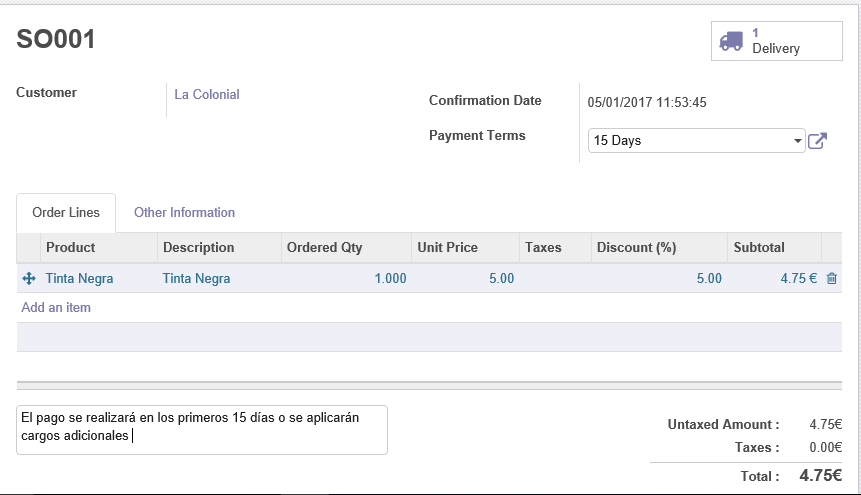 SO001
1
Delivery
Customer
La Colonial
Confirmation Date
05/01/2017 11:53:45
Payment Terms
15 Days
Order Lines
Other Information
Product Description Ordered Qty Unit Price Taxes Discount (%) Subtotal
Tinta Negra Tinta Negra 1.000 5.00 5.00 4.75 €
Add an item
El pago se realizará en los primeros 15 días o se aplicarán
cargos adicionales
Untaxed Amount : 4.75€
Taxes : 0.00€
Total : 4.75€